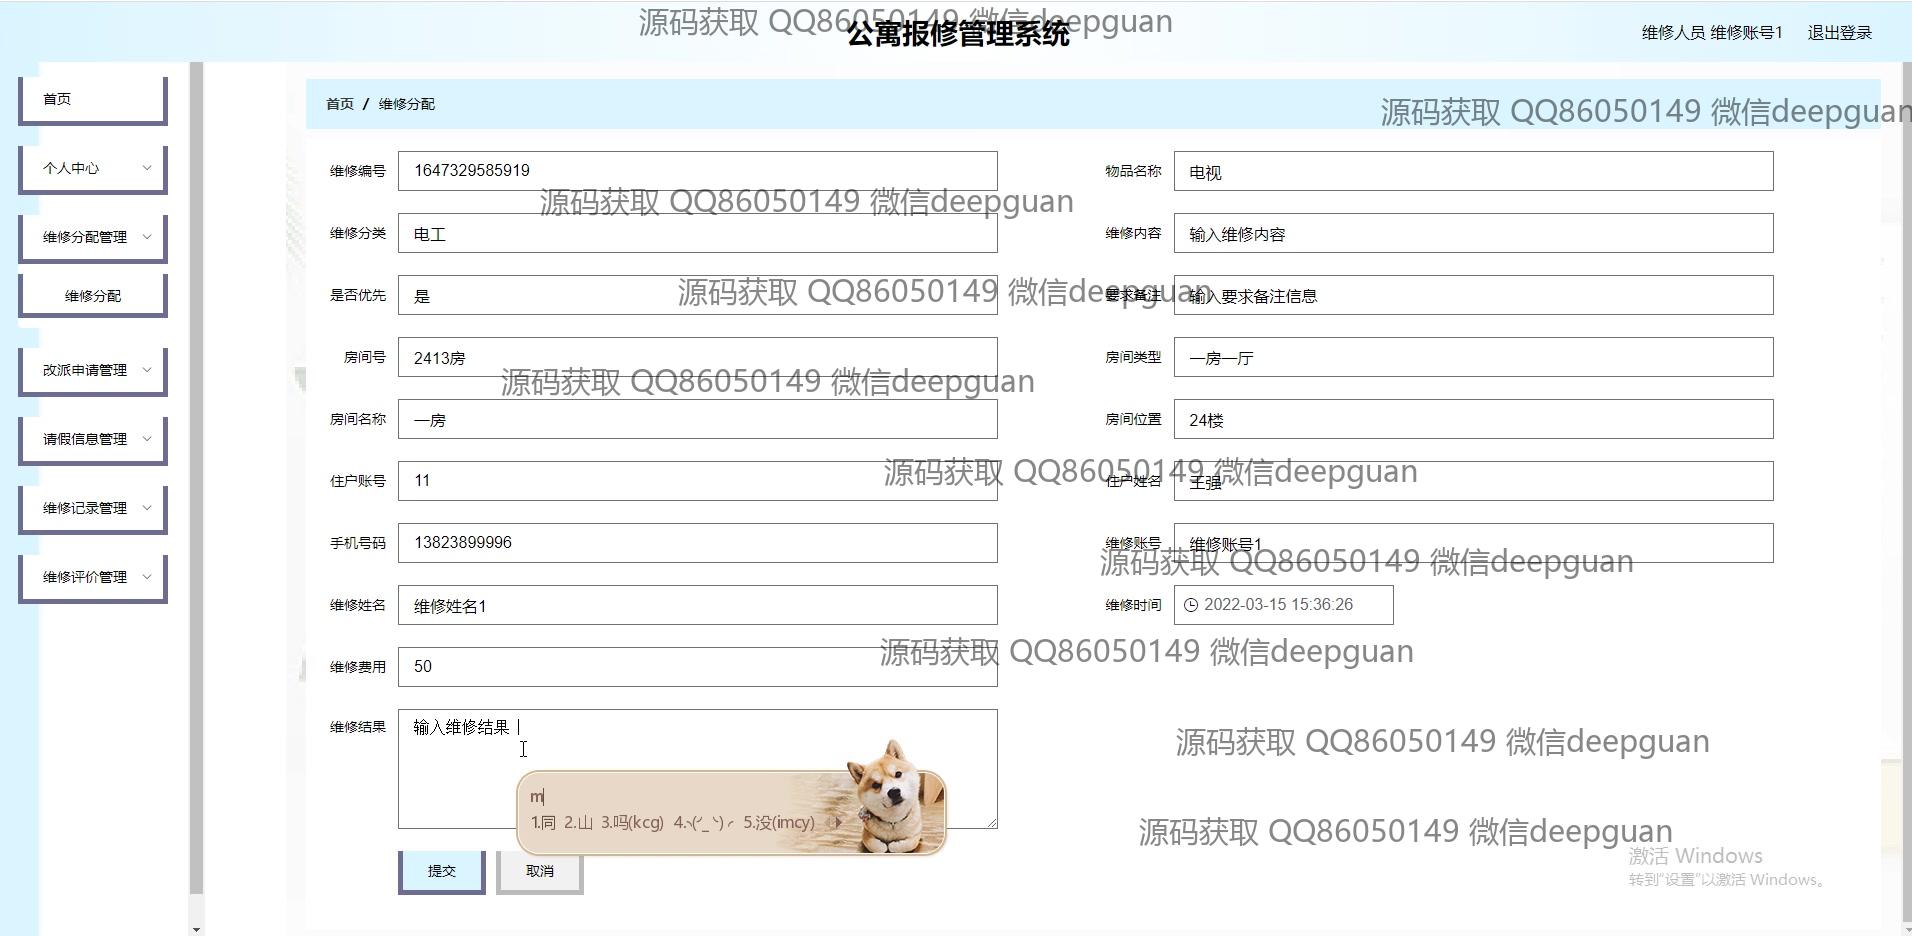 源码获取 QQ86050149 微信deepguan
公寓报修管理系统
维修人员 维修账号1 退出登录
首页
个人中心
维修分配管理
维修分配
改派申请管理
请假信息管理
维修记录管理
维修评价管理
首页 / 维修分配
源码获取 QQ86050149 微信deepguan
维修编号 1647329585919 物品名称 电视
源码获取 QQ86050149 微信deepguan
维修分类 电工 维修内容 输入维修内容
是否优先 是 要求备注 输入要求备注信息
源码获取 QQ86050149 微信deepguan
房间号 2413房 房间类型 一房一厅
源码获取 QQ86050149 微信deepguan
房间名称 一房 房间位置 24楼
住户账号 11 住户姓名 王强
源码获取 QQ86050149 微信deepguan
手机号码 13823899996 维修账号 维修账号1
源码获取 QQ86050149 微信deepguan
维修姓名 维修姓名1 维修时间 2022-03-15 15:36:26
维修费用 50
源码获取 QQ86050149 微信deepguan
维修结果 输入维修结果
源码获取 QQ86050149 微信deepguan
m
1.同 2.山 3.吗(kcg) 4.ヽ(ˊ_ˋ)╭ 5.没(imcy)
源码获取 QQ86050149 微信deepguan
提交 取消
激活 Windows
转到"设置"以激活 Windows。